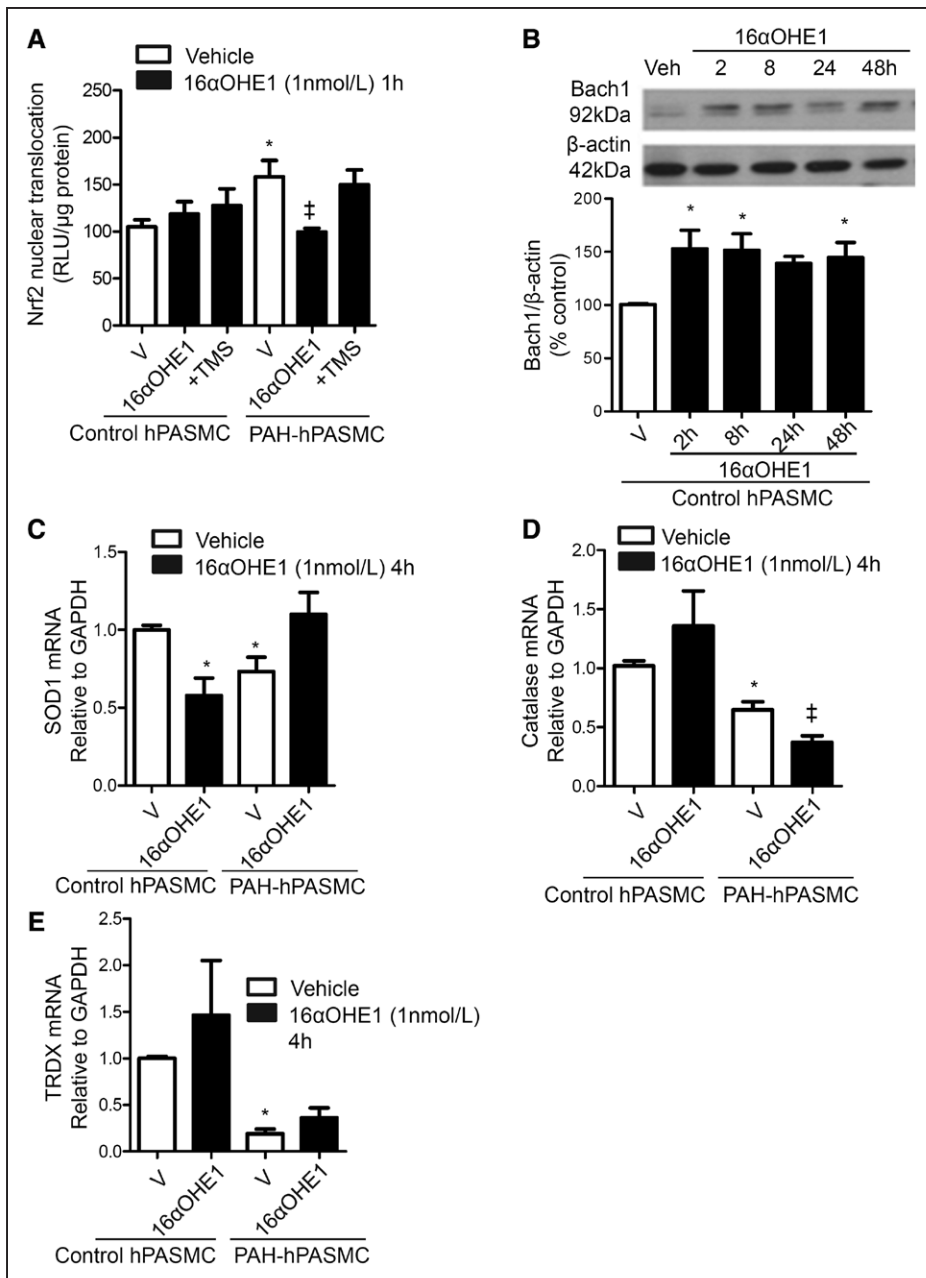 A
Vehicle
16αOHE1 (1nmol/L) 1h
Nrf2 nuclear translocation
(RLU/µg protein)
250
200
150
100
50
0
*
‡
V
16αOHE1
+TMS
V
16αOHE1
+TMS
Control hPASMC
PAH-hPASMC
B
16αOHE1
Veh 2 8 24 48h
Bach1
92kDa
β-actin
42kDa
Bach1/β-actin
(% control)
200
150
100
50
0
* * *
V
2h
8h
24h
48h
16αOHE1
Control hPASMC
C
Vehicle
16αOHE1 (1nmol/L) 4h
SOD1 mRNA
Relative to GAPDH
1.5
1.0
0.5
0.0
* *
V
16αOHE1
V
16αOHE1
Control hPASMC
PAH-hPASMC
D
Vehicle
16αOHE1 (1nmol/L) 4h
Catalase mRNA
Relative to GAPDH
2.0
1.5
1.0
0.5
0.0
*
‡
V
16αOHE1
V
16αOHE1
Control hPASMC
PAH-hPASMC
E
Vehicle
16αOHE1 (1nmol/L)
4h
TRDX mRNA
Relative to GAPDH
2.5
2.0
1.5
1.0
0.5
0.0
*
V
16αOHE1
V
16αOHE1
Control hPASMC
PAH-hPASMC